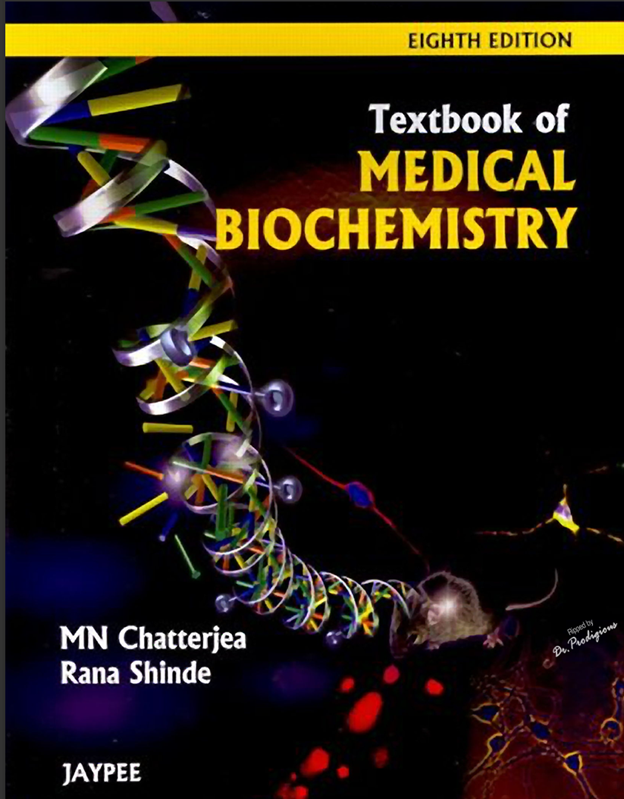 EIGHTH EDITION
Textbook of
MEDICAL
BIOCHEMISTRY
MN Chatterjea
Rana Shinde
Ripped by
Dr.Prodigious
JAYPEE